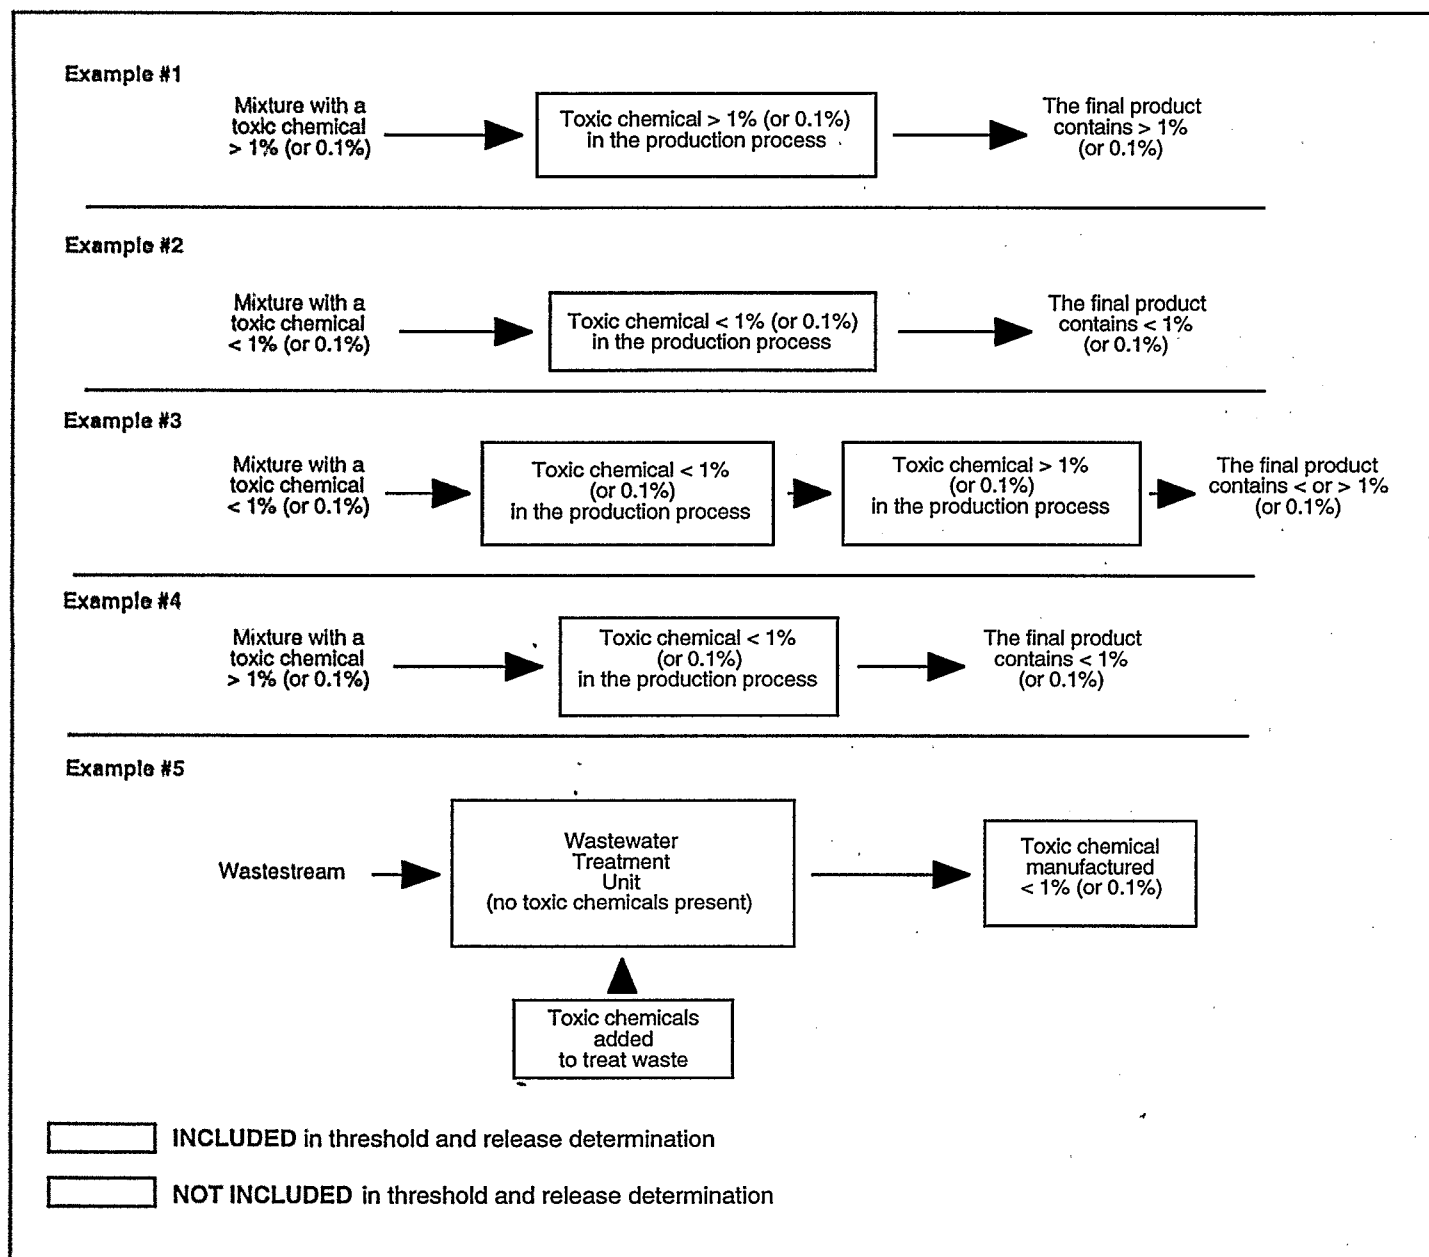 Example #1
Mixture with a
toxic chemical
> 1% (or 0.1%)
Toxic chemical > 1% (or 0.1%)
in the production process
The final product
contains > 1%
(or 0.1%)
Example #2
Mixture with a
toxic chemical
< 1% (or 0.1%)
Toxic chemical < 1% (or 0.1%)
in the production process
The final product
contains < 1%
(or 0.1%)
Example #3
Mixture with a
toxic chemical
< 1% (or 0.1%)
Toxic chemical < 1%
(or 0.1%)
in the production process
Toxic chemical > 1%
(or 0.1%)
in the production process
The final product
contains < or > 1%
(or 0.1%)
Example #4
Mixture with a
toxic chemical
> 1% (or 0.1%)
Toxic chemical < 1%
(or 0.1%)
in the production process
The final product
contains < 1%
(or 0.1%)
Example #5
Wastestream
Wastewater
Treatment
Unit
(no toxic chemicals present)
Toxic chemical
manufactured
< 1% (or 0.1%)
Toxic chemicals
added
to treat waste
INCLUDED in threshold and release determination
NOT INCLUDED in threshold and release determination